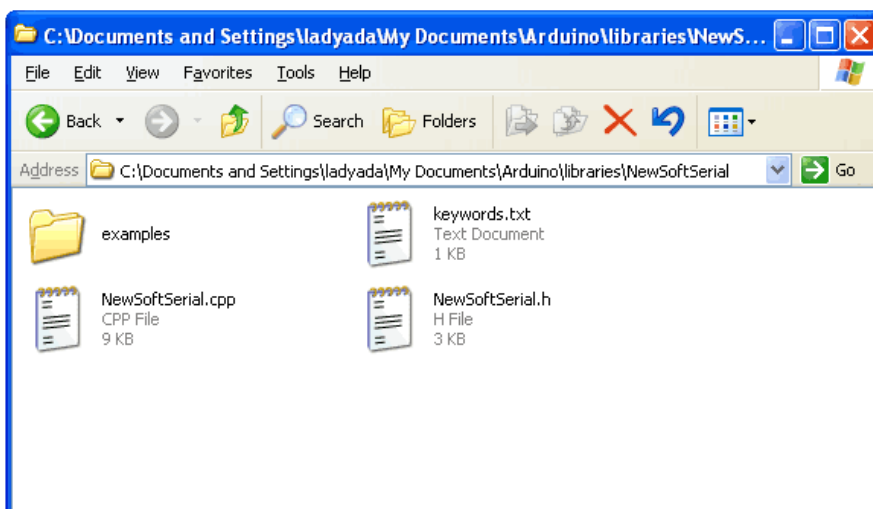 C:\Documents and Settings\ladyada\My Documents\Arduino\libraries\NewS...
File Edit View Favorites Tools Help
Back Search Folders
Address C:\Documents and Settings\ladyada\My Documents\Arduino\libraries\NewSoftSerial Go
examples
keywords.txt
Text Document
1 KB
NewSoftSerial.cpp
CPP File
9 KB
NewSoftSerial.h
H File
3 KB